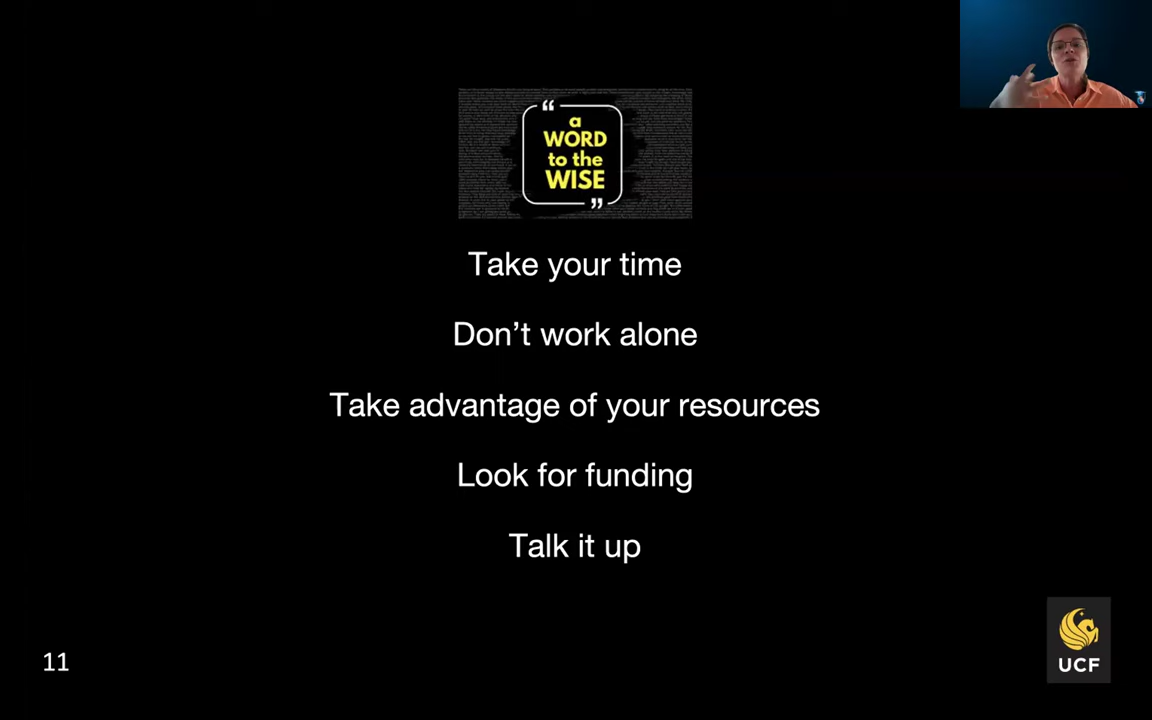 “
a
WORD
to the
WISE
”
Take your time
Don’t work alone
Take advantage of your resources
Look for funding
Talk it up
11
UCF